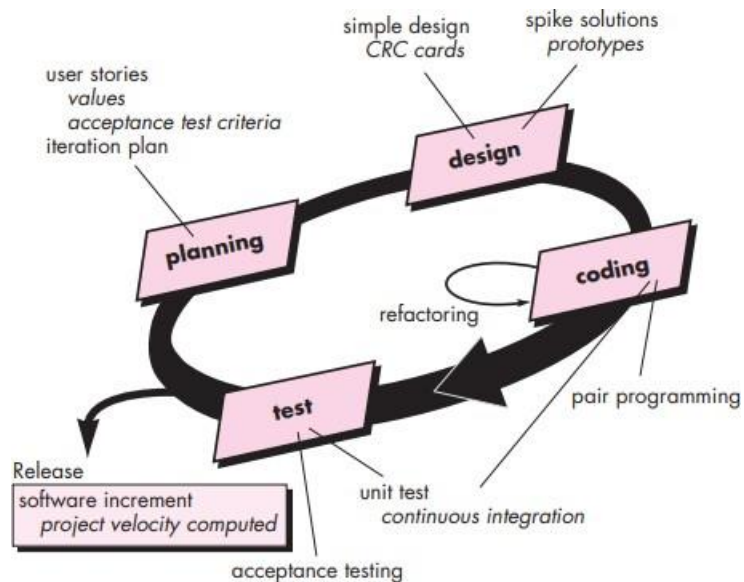 simple design
CRC cards
spike solutions
prototypes
user stories
values
acceptance test criteria
iteration plan
design
planning
coding
refactoring
test
pair programming
Release
software increment
project velocity computed
unit test
continuous integration
acceptance testing